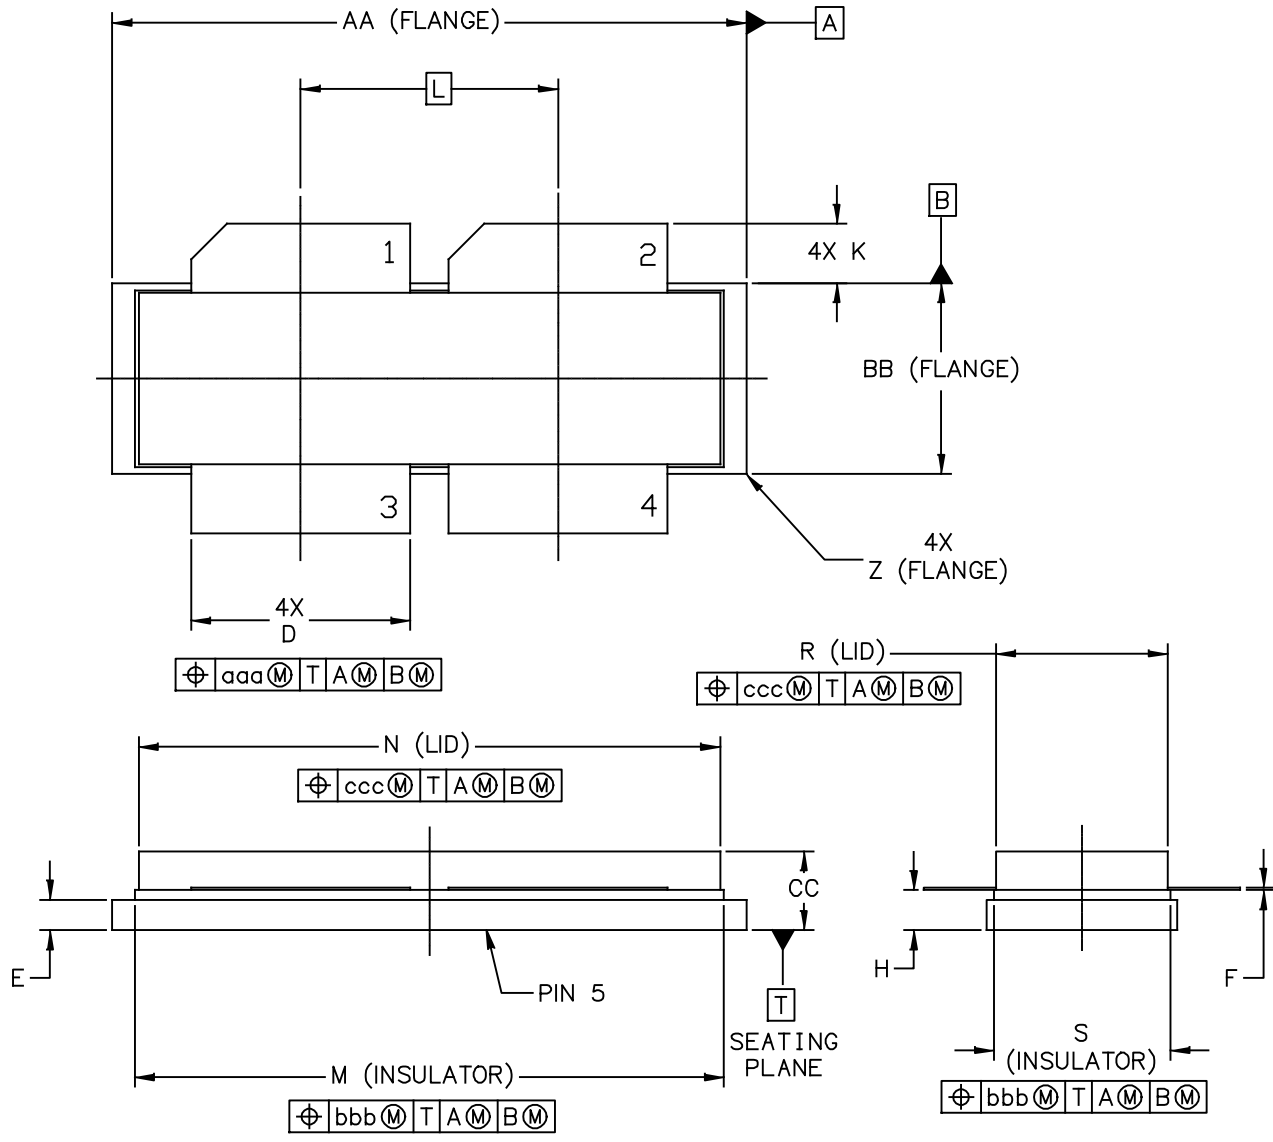 AA (FLANGE)
A
L
B
1
2
4X K
BB (FLANGE)
3
4
4X
Z (FLANGE)
4X
D
⌖ aaa Ⓜ T A Ⓜ B Ⓜ
R (LID)
⌖ ccc Ⓜ T A Ⓜ B Ⓜ
N (LID)
⌖ ccc Ⓜ T A Ⓜ B Ⓜ
CC
E
H
F
PIN 5
T
SEATING
PLANE
S
(INSULATOR)
M (INSULATOR)
⌖ bbb Ⓜ T A Ⓜ B Ⓜ
⌖ bbb Ⓜ T A Ⓜ B Ⓜ